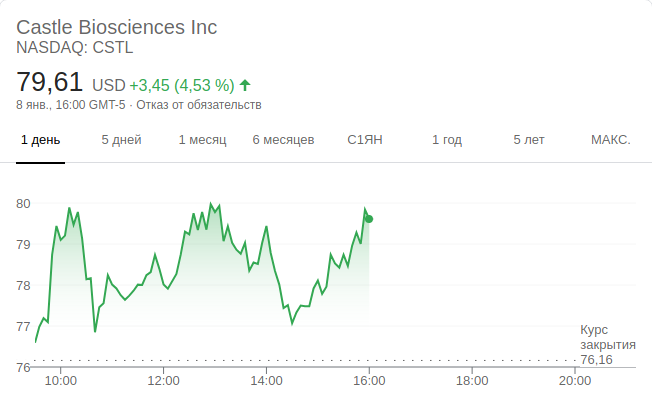 Castle Biosciences Inc
NASDAQ: CSTL
79,61 USD +3,45 (4,53 %)
8 янв., 16:00 GMT-5 · Отказ от обязательств
1 день 5 дней 1 месяц 6 месяцев С1ЯН 1 год 5 лет МАКС.
80
79
78
77
76
Курс
закрытия
76,16
10:00 12:00 14:00 16:00 18:00 20:00